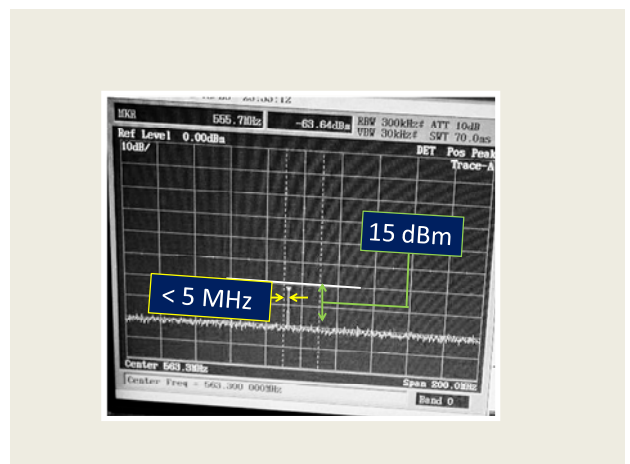 MKR 555.7MHz -63.64dBm RBW 300kHz# ATT 10dB
VBW 30kHz# SWT 70.0ms
Ref Level 0.00dBm
10dB/
DET Pos Peak
Trace-A
15 dBm
< 5 MHz
Center 563.3MHz
Span 200.0MHz
Center Freq = 563.300 000MHz
Band 0